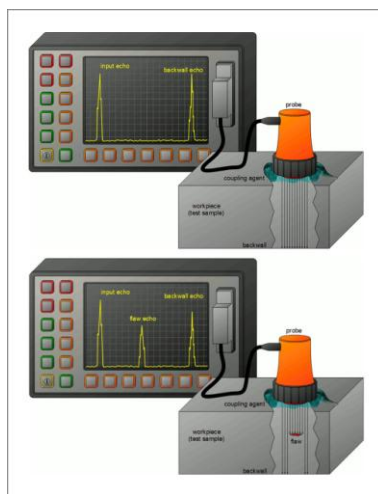 input echo
backwall echo
probe
coupling agent
workpiece
(test sample)
backwall
input echo
backwall echo
flaw echo
probe
coupling agent
workpiece
(test sample)
flaw
backwall